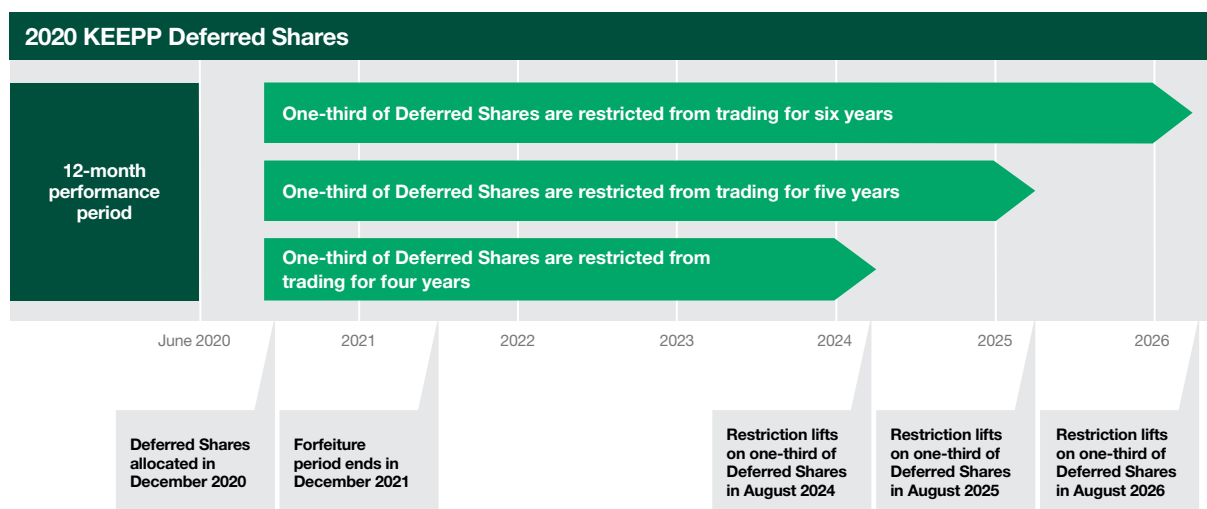 2020 KEEPP Deferred Shares
12-month
performance
period
One-third of Deferred Shares are restricted from trading for six years
One-third of Deferred Shares are restricted from trading for five years
One-third of Deferred Shares are restricted from
trading for four years
June 2020
2021
2022
2023
2024
2025
2026
Deferred Shares
allocated in
December 2020
Forfeiture
period ends in
December 2021
Restriction lifts
on one-third of
Deferred Shares
in August 2024
Restriction lifts
on one-third of
Deferred Shares
in August 2025
Restriction lifts
on one-third of
Deferred Shares
in August 2026